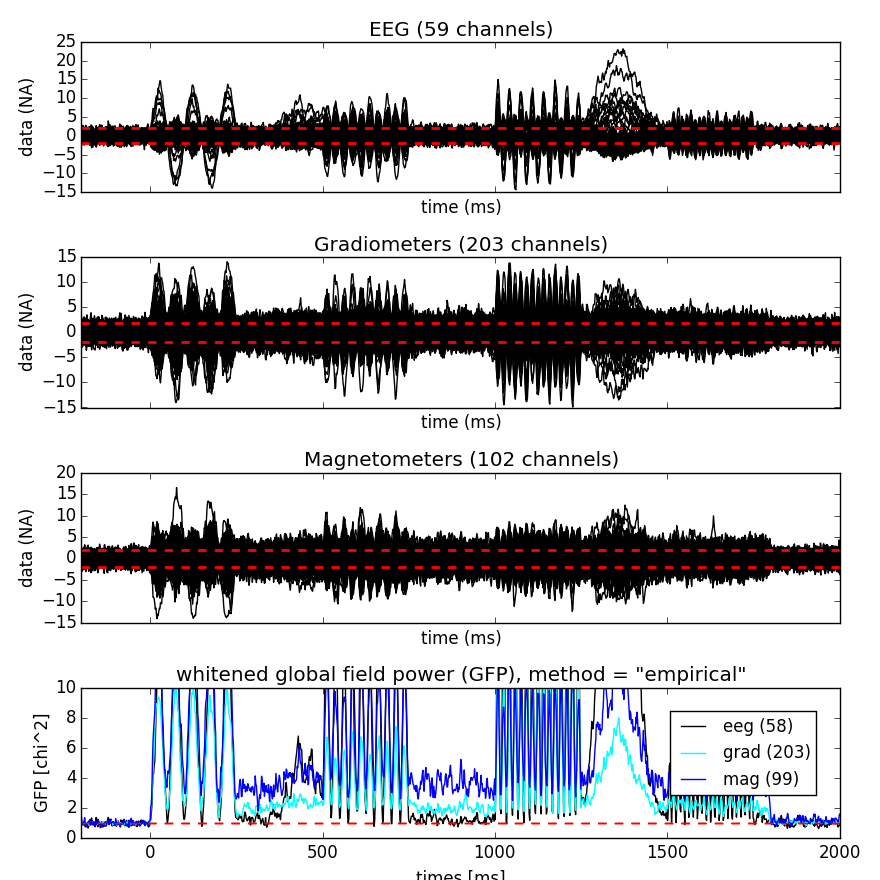 EEG (59 channels)
25
20
15
10
5
0
−5
−10
−15
data (NA)
time (ms)
Gradiometers (203 channels)
15
10
5
0
−5
−10
−15
data (NA)
time (ms)
Magnetometers (102 channels)
20
15
10
5
0
−5
−10
−15
data (NA)
time (ms)
whitened global field power (GFP), method = "empirical"
10
8
6
4
2
0
GFP [chi^2]
eeg (58)
grad (203)
mag (99)
0 500 1000 1500 2000
times [ms]